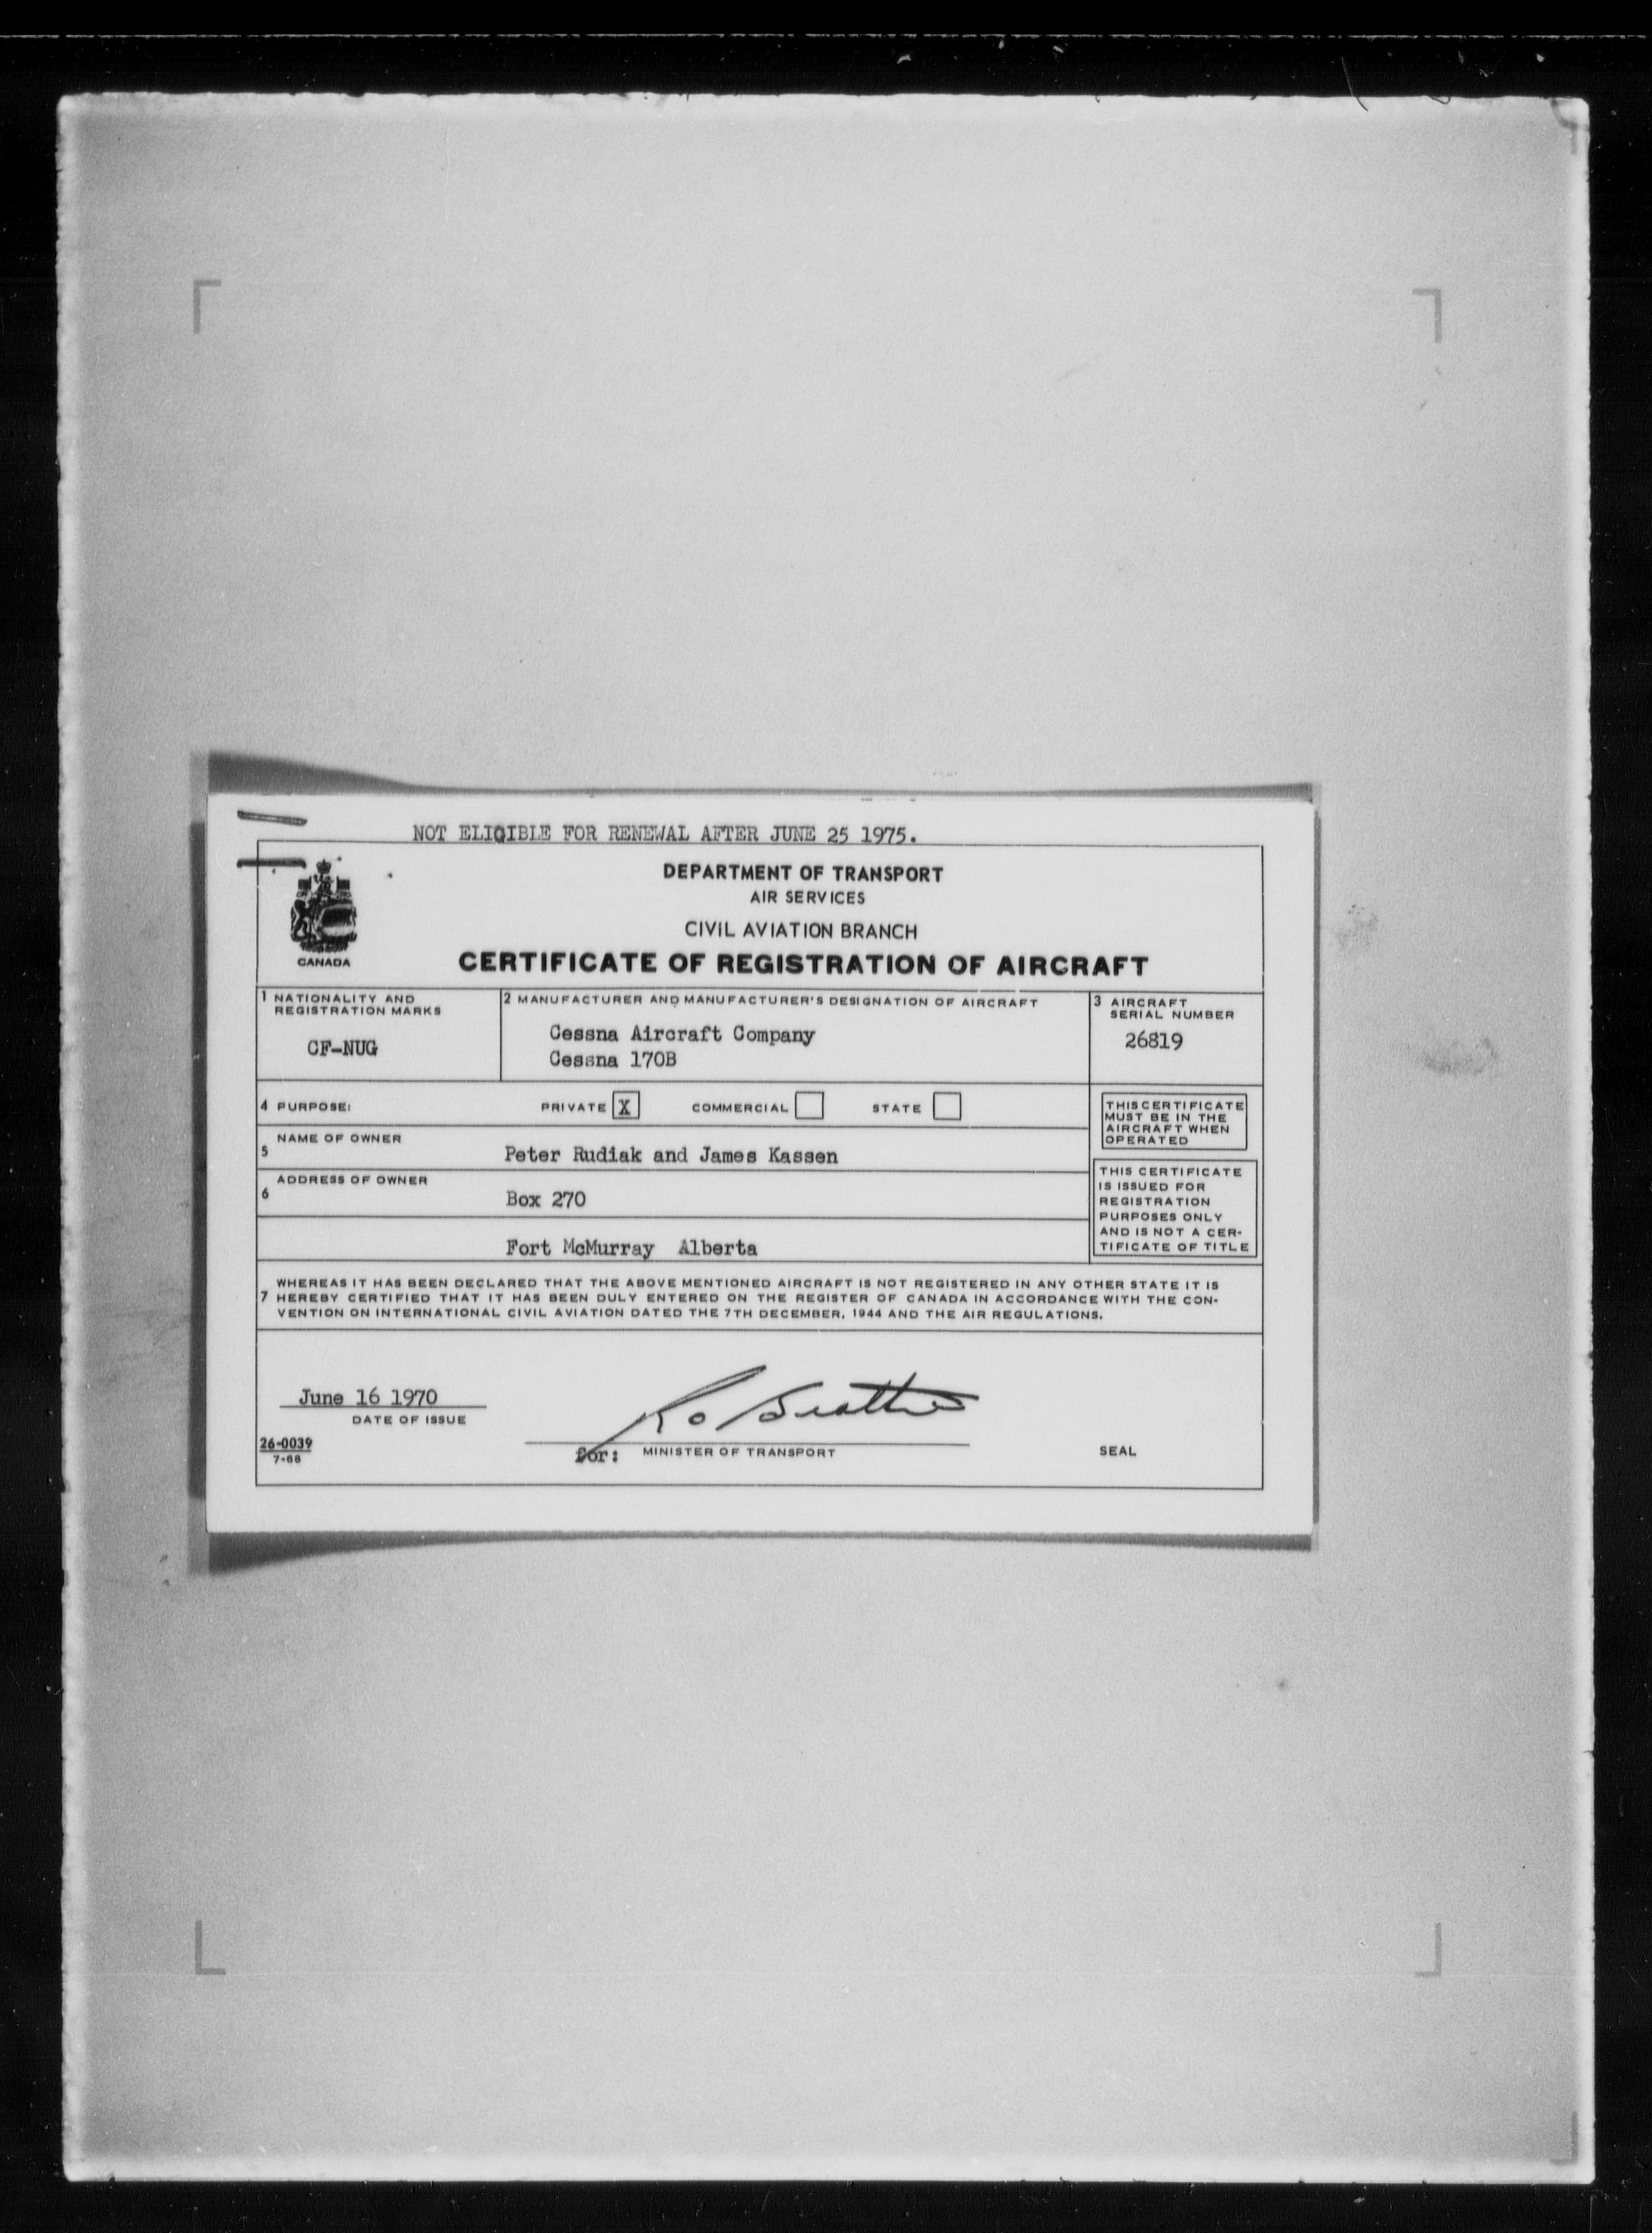 NOT ELIGIBLE FOR RENEWAL AFTER JUNE 25 1975.
DEPARTMENT OF TRANSPORT
AIR SERVICES
CIVIL AVIATION BRANCH
CANADA
CERTIFICATE OF REGISTRATION OF AIRCRAFT
1 NATIONALITY AND
REGISTRATION MARKS
CF-NUG
2 MANUFACTURER AND MANUFACTURER'S DESIGNATION OF AIRCRAFT
Cessna Aircraft Company
Cessna 170B
3 AIRCRAFT
SERIAL NUMBER
26819
4 PURPOSE: PRIVATE X COMMERCIAL STATE
THIS CERTIFICATE
MUST BE IN THE
AIRCRAFT WHEN
OPERATED
5 NAME OF OWNER
Peter Rudiak and James Kassen
6 ADDRESS OF OWNER
Box 270
Fort McMurray Alberta
THIS CERTIFICATE
IS ISSUED FOR
REGISTRATION
PURPOSES ONLY
AND IS NOT A CER-
TIFICATE OF TITLE
WHEREAS IT HAS BEEN DECLARED THAT THE ABOVE MENTIONED AIRCRAFT IS NOT REGISTERED IN ANY OTHER STATE IT IS
7 HEREBY CERTIFIED THAT IT HAS BEEN DULY ENTERED ON THE REGISTER OF CANADA IN ACCORDANCE WITH THE CON-
VENTION ON INTERNATIONAL CIVIL AVIATION DATED THE 7TH DECEMBER, 1944 AND THE AIR REGULATIONS.
June 16 1970
DATE OF ISSUE
26-0039
7-68
for: MINISTER OF TRANSPORT
SEAL